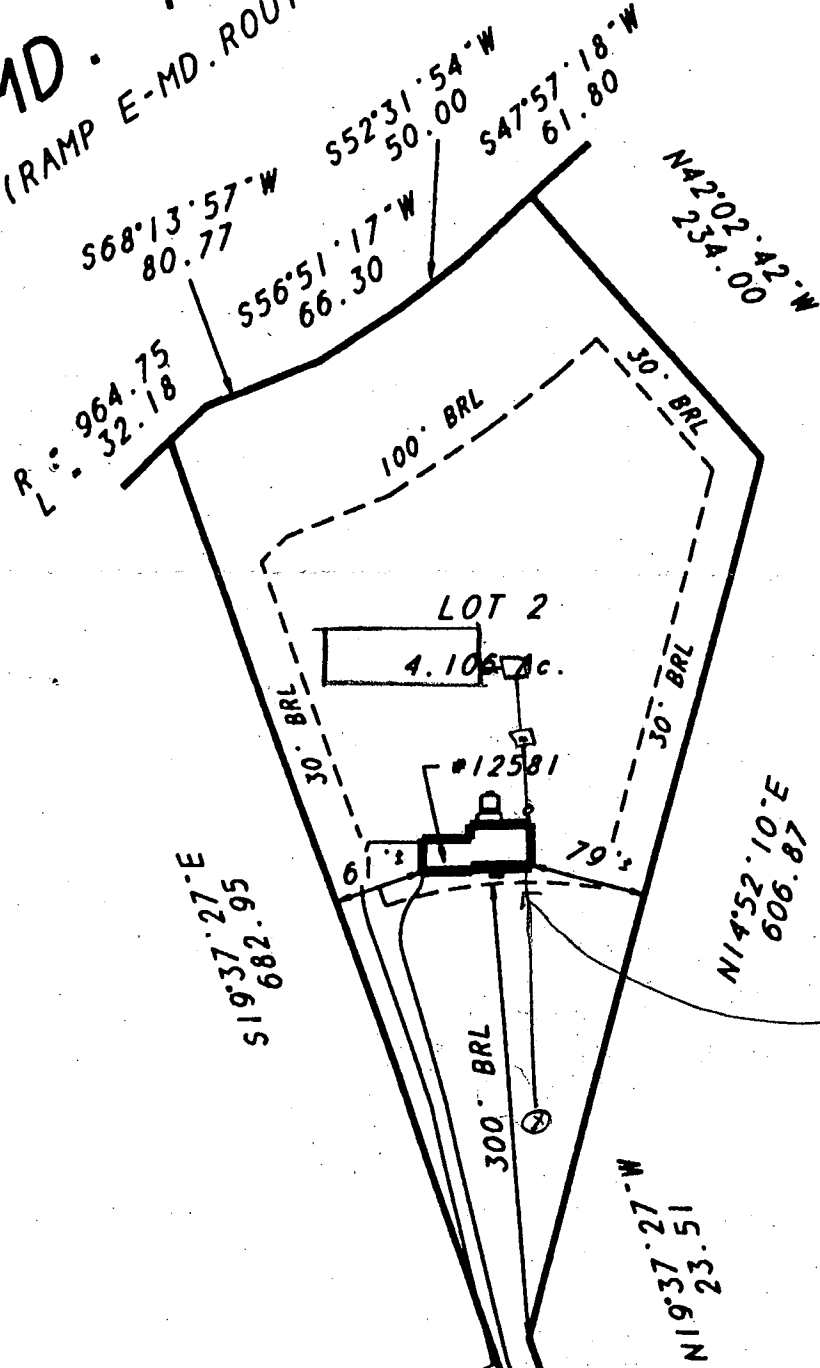 MD.
(RAMP E-MD. ROUT
S52°31'54"W
50.00
S47°57'18"W
61.80
N42°02'42"W
234.00
S68°13'57"W
80.77
S56°51'17"W
66.30
R = 964.75
L = 32.18
30' BRL
100' BRL
LOT 2
4.106 Ac.
30' BRL
30' BRL
#12581
61'±
79'±
S19°37'27"E
682.95
N14°52'10"E
606.87
300' BRL
N19°37'27"W
23.51